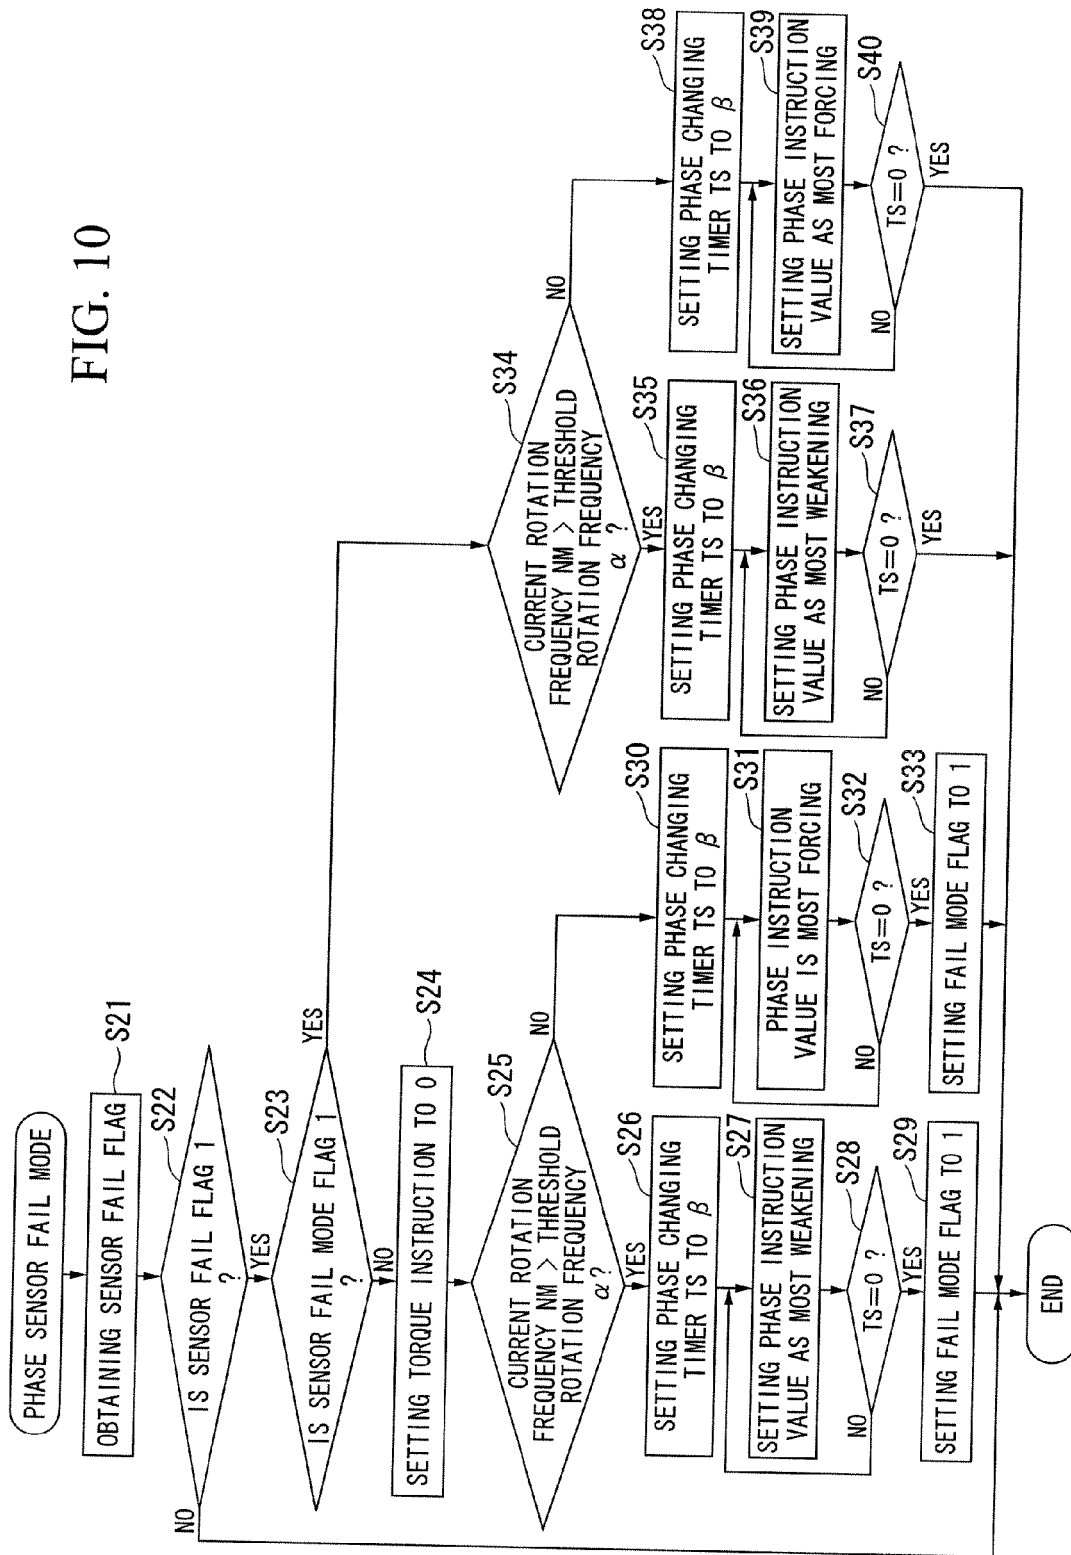 FIG. 10
PHASE SENSOR FAIL MODE
OBTAINING SENSOR FAIL FLAG
S21
IS SENSOR FAIL FLAG 1
?
S22
NO
YES
IS SENSOR FAIL MODE FLAG 1
?
S23
YES
NO
SETTING TORQUE INSTRUCTION TO 0
S24
CURRENT ROTATION
FREQUENCY NM > THRESHOLD
ROTATION FREQUENCY
α?
S25
NO
YES
SETTING PHASE CHANGING
TIMER TS TO β
S26
SETTING PHASE INSTRUCTION
VALUE AS MOST WEAKENING
S27
TS=0 ?
S28
NO
YES
SETTING FAIL MODE FLAG TO 1
S29
SETTING PHASE CHANGING
TIMER TS TO β
S30
PHASE INSTRUCTION
VALUE IS MOST FORCING
S31
TS=0 ?
S32
NO
YES
SETTING FAIL MODE FLAG TO 1
S33
CURRENT ROTATION
FREQUENCY NM > THRESHOLD
ROTATION FREQUENCY
α ?
S34
NO
YES
SETTING PHASE CHANGING
TIMER TS TO β
S35
SETTING PHASE INSTRUCTION
VALUE AS MOST WEAKENING
S36
TS=0 ?
S37
NO
YES
SETTING PHASE CHANGING
TIMER TS TO β
S38
SETTING PHASE INSTRUCTION
VALUE AS MOST FORCING
S39
TS=0 ?
S40
NO
YES
END